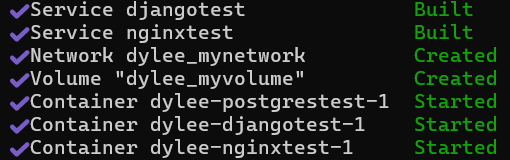 ✔Service djangotest Built
✔Service nginxtest Built
✔Network dylee_mynetwork Created
✔Volume "dylee_myvolume" Created
✔Container dylee-postgrestest-1 Started
✔Container dylee-djangotest-1 Started
✔Container dylee-nginxtest-1 Started